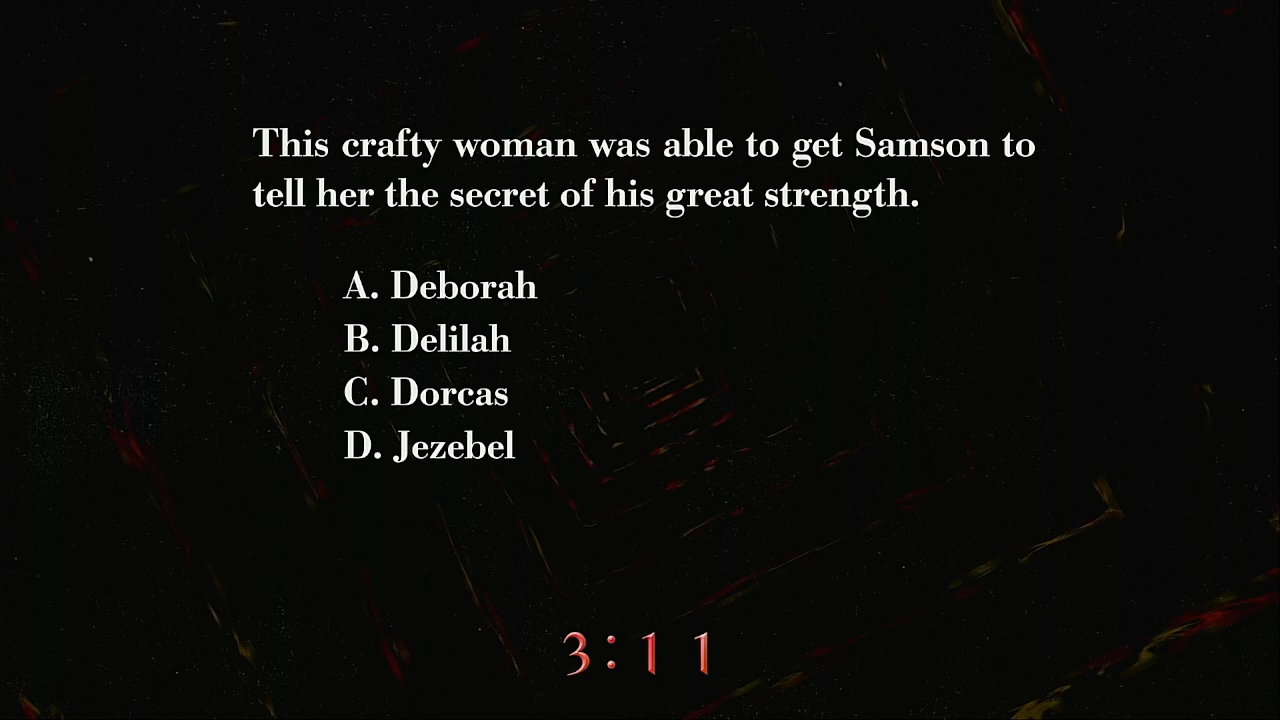 This crafty woman was able to get Samson to
tell her the secret of his great strength.
A. Deborah
B. Delilah
C. Dorcas
D. Jezebel
3:11